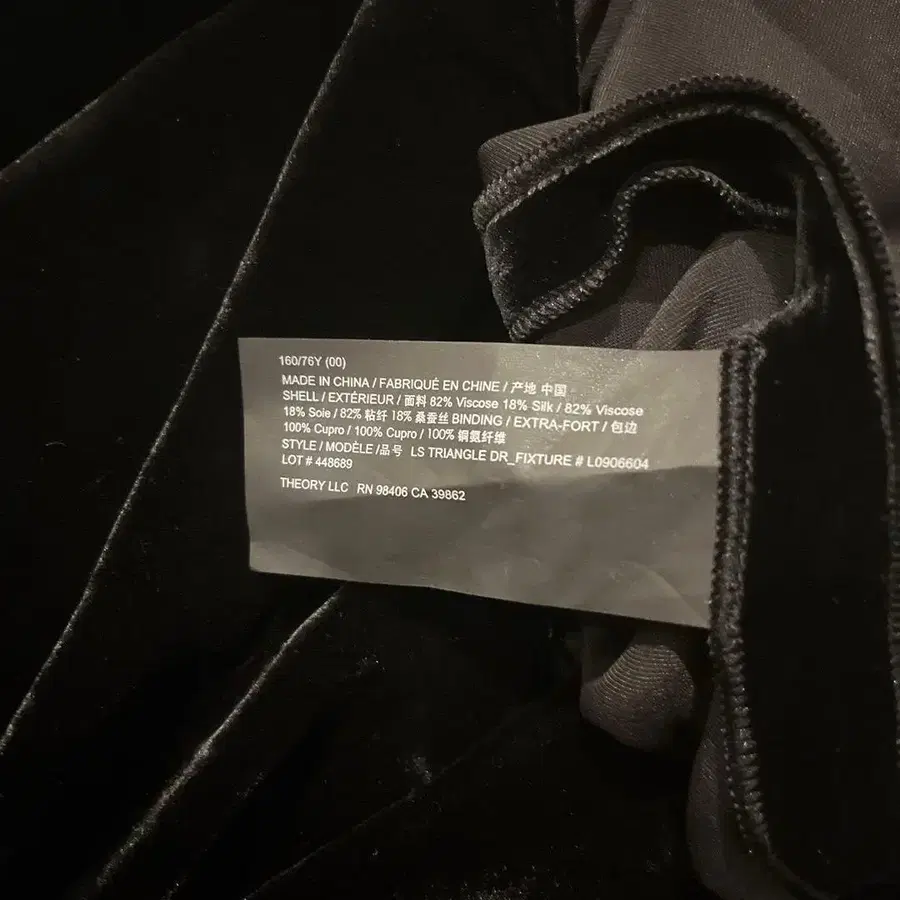 160/76Y (00)
MADE IN CHINA / FABRIQUÉ EN CHINE / 产地 中国
SHELL / EXTÉRIEUR / 面料 82% Viscose 18% Silk / 82% Viscose
18% Soie / 82% 粘纤 18% 桑蚕丝 BINDING / EXTRA-FORT / 包边
100% Cupro / 100% Cupro / 100% 铜氨纤维
STYLE / MODÈLE /品号 LS TRIANGLE DR_FIXTURE # L0906604
LOT # 448689
THEORY LLC RN 98406 CA 39862